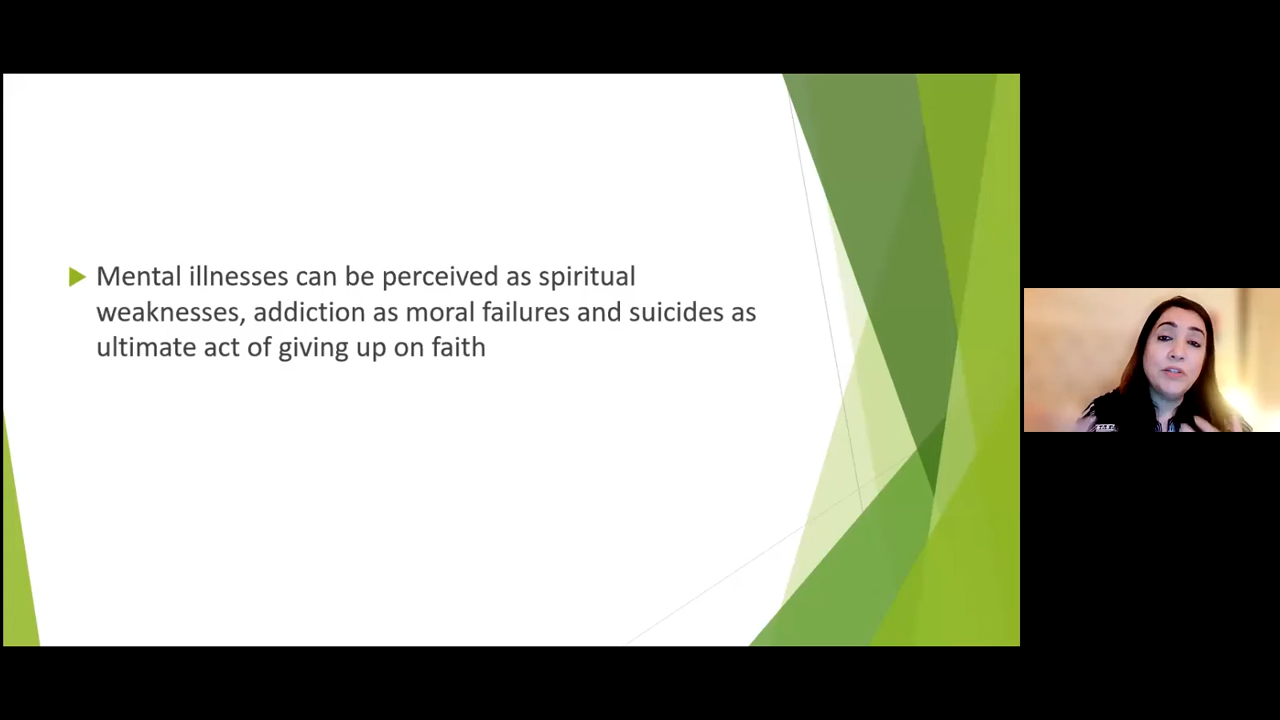 Mental illnesses can be perceived as spiritual
weaknesses, addiction as moral failures and suicides as
ultimate act of giving up on faith